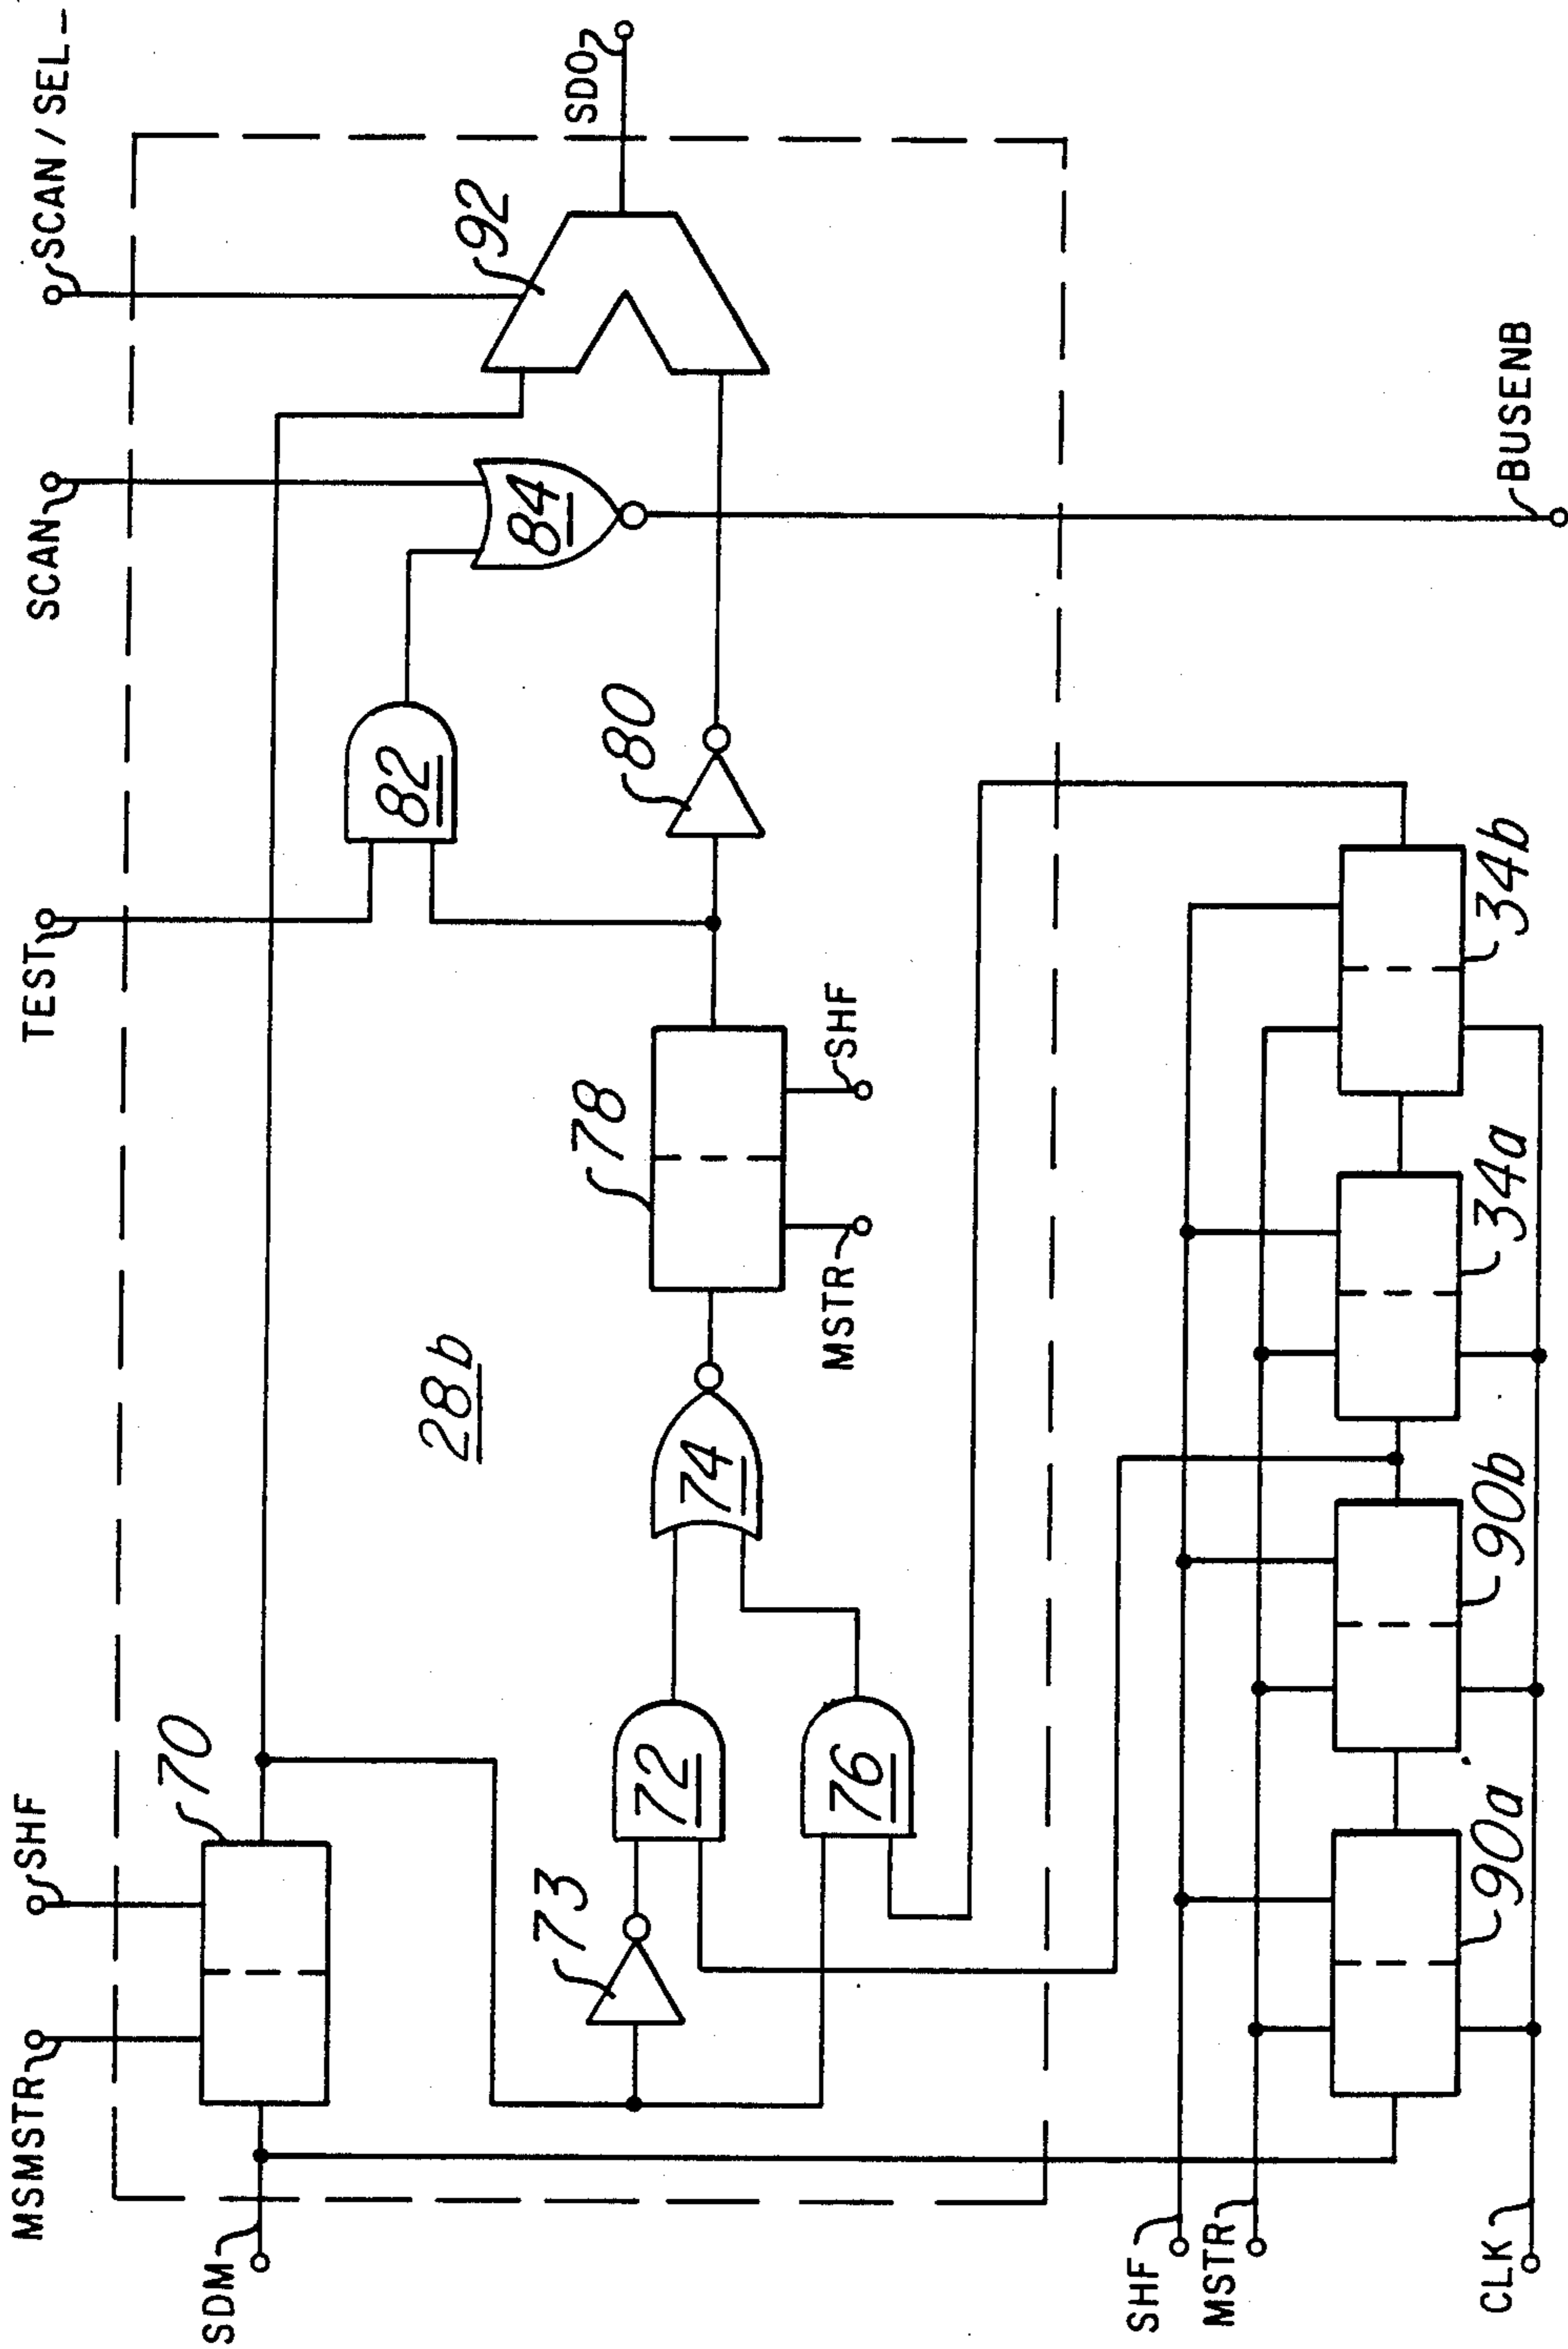 MSMSTR
SHF
TEST
SCAN
SCAN/SEL-
SDM
70
92
SDO
82
84
28b
73
72
74
78
80
76
MSTR
SHF
BUSENB
SHF
MSTR
CLK
90a
90b
34a
34b